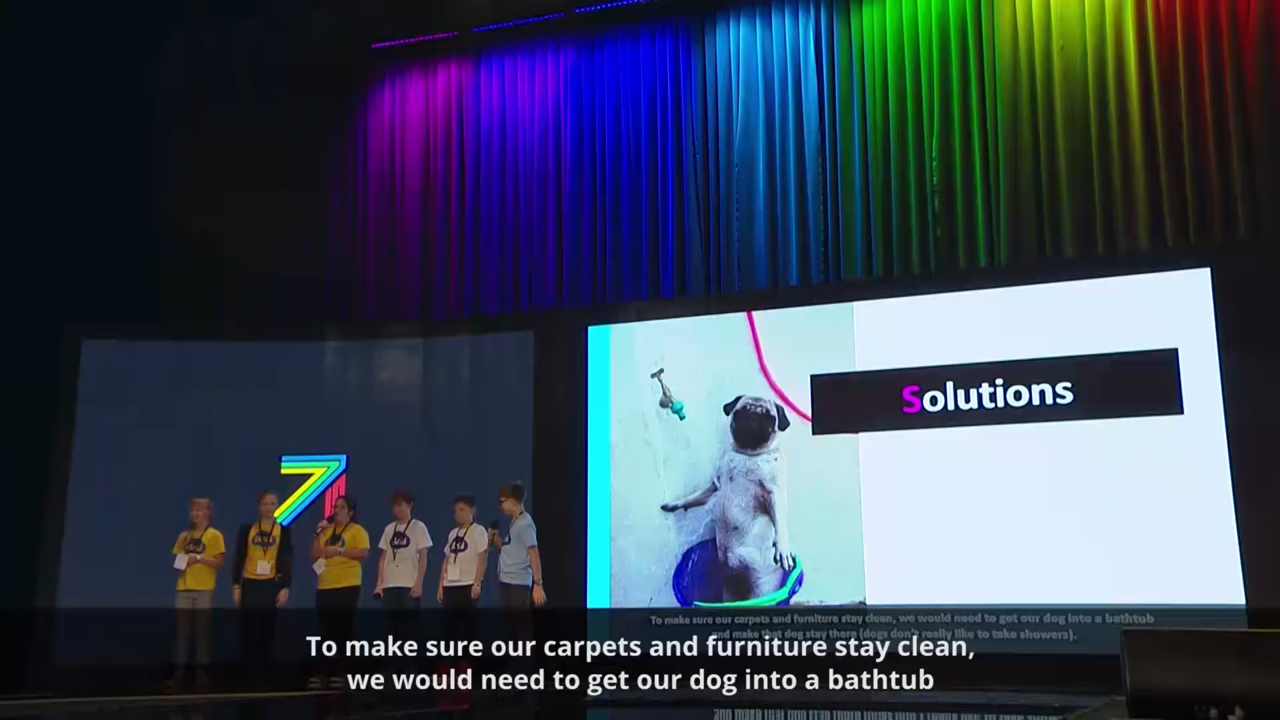 Solutions
To make sure our carpets and furniture stay clean, we would need to get our dog into a bathtub
and make that dog stay there (dogs don't really like to take showers).
To make sure our carpets and furniture stay clean,
we would need to get our dog into a bathtub